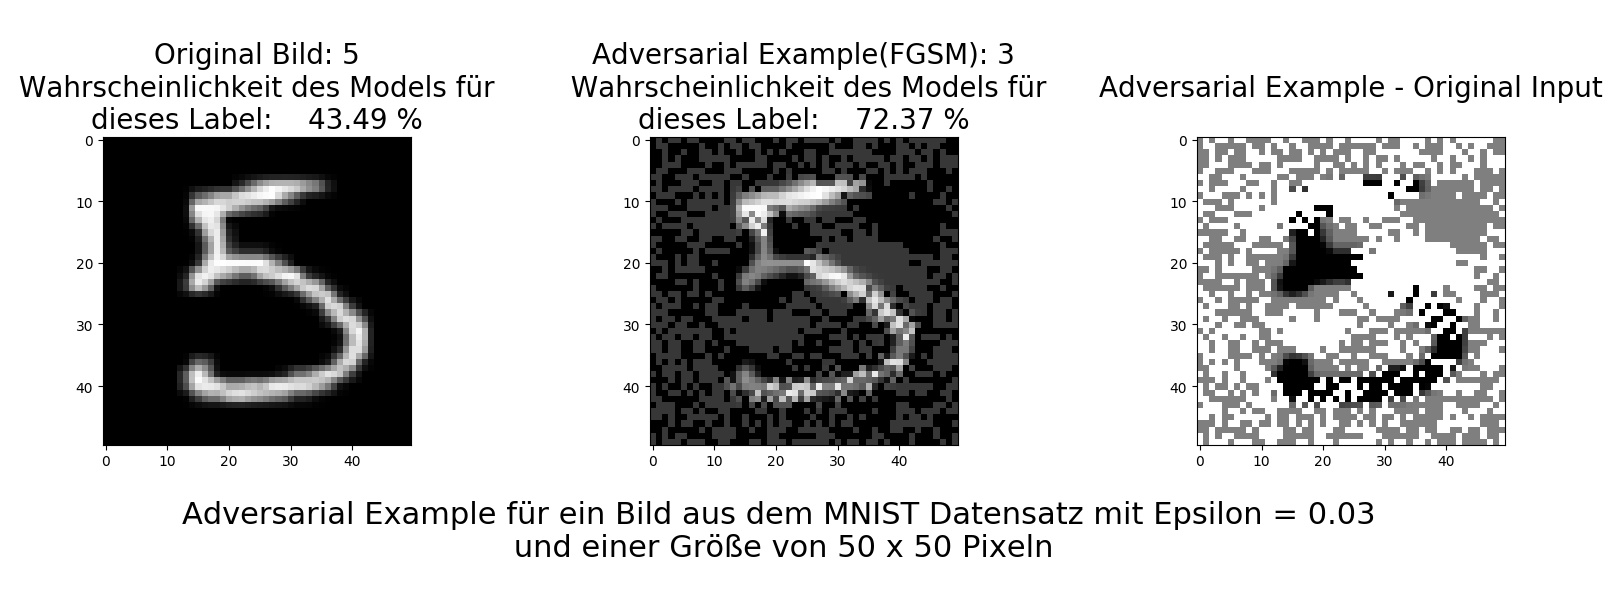 Original Bild: 5
Wahrscheinlichkeit des Models für
dieses Label: 43.49 %
Adversarial Example(FGSM): 3
Wahrscheinlichkeit des Models für
dieses Label: 72.37 %
Adversarial Example - Original Input
0
10
20
30
40
0 10 20 30 40
0
10
20
30
40
0 10 20 30 40
0
10
20
30
40
0 10 20 30 40
5
5
Adversarial Example für ein Bild aus dem MNIST Datensatz mit Epsilon = 0.03
und einer Größe von 50 x 50 Pixeln